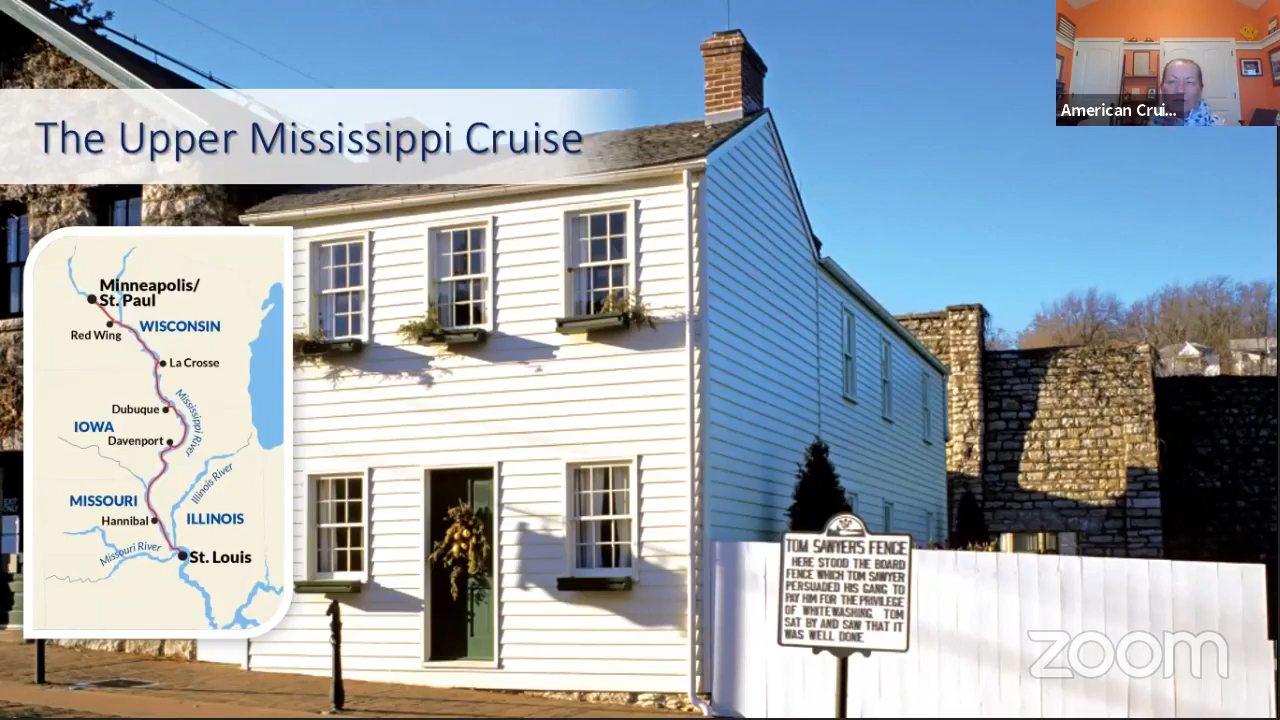 The Upper Mississippi Cruise
American Crui...
Minneapolis/
St. Paul
Red Wing
WISCONSIN
La Crosse
Dubuque
Mississippi River
IOWA
Davenport
Illinois River
MISSOURI
ILLINOIS
Hannibal
Missouri River
St. Louis
TOM SAWYER'S FENCE
HERE STOOD THE BOARD
FENCE WHICH TOM SAWYER
PERSUADED HIS GANG TO
PAY HIM FOR THE PRIVILEGE
OF WHITEWASHING. TOM
SAT BY AND SAW THAT IT
WAS WELL DONE
zoom